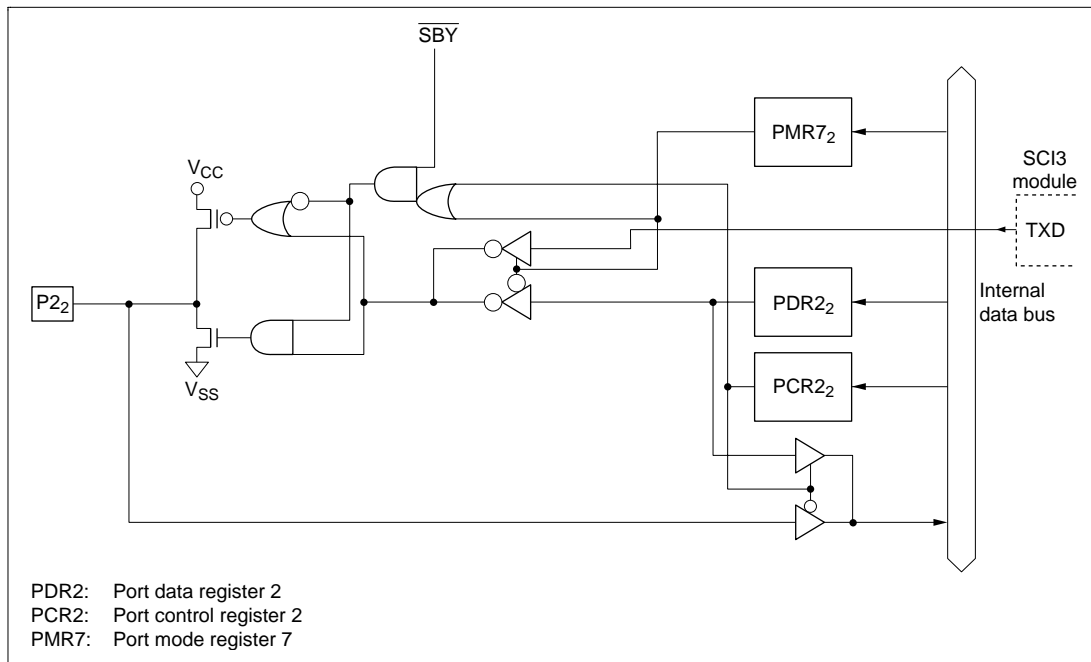 SBY
PMR7₂
SCI3
module
V_CC
TXD
P2₂
PDR2₂
Internal
data bus
PCR2₂
V_SS
PDR2: Port data register 2
PCR2: Port control register 2
PMR7: Port mode register 7